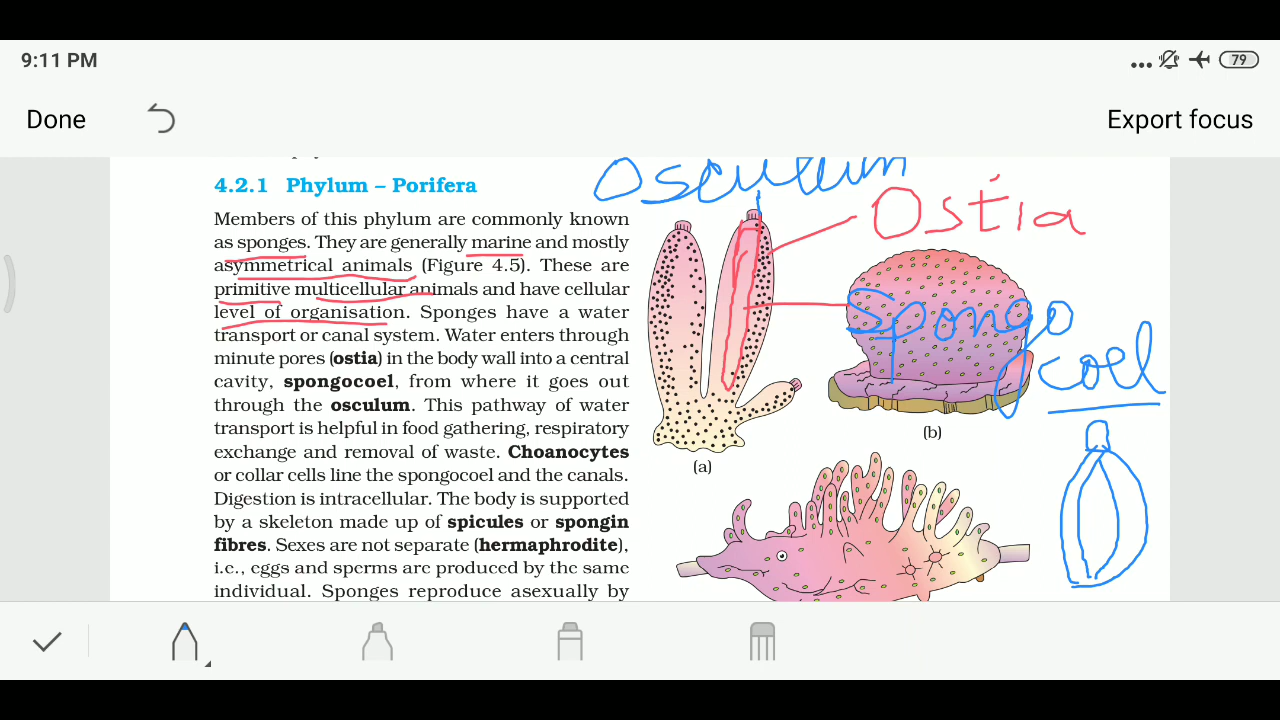 9:11 PM
79
Done
Export focus
4.2.1 Phylum – Porifera
Members of this phylum are commonly known
as sponges. They are generally marine and mostly
asymmetrical animals (Figure 4.5). These are
primitive multicellular animals and have cellular
level of organisation. Sponges have a water
transport or canal system. Water enters through
minute pores (ostia) in the body wall into a central
cavity, spongocoel, from where it goes out
through the osculum. This pathway of water
transport is helpful in food gathering, respiratory
exchange and removal of waste. Choanocytes
or collar cells line the spongocoel and the canals.
Digestion is intracellular. The body is supported
by a skeleton made up of spicules or spongin
fibres. Sexes are not separate (hermaphrodite),
i.e., eggs and sperms are produced by the same
individual. Sponges reproduce asexually by
Osculum
Ostia
Spongo
coel
(a)
(b)